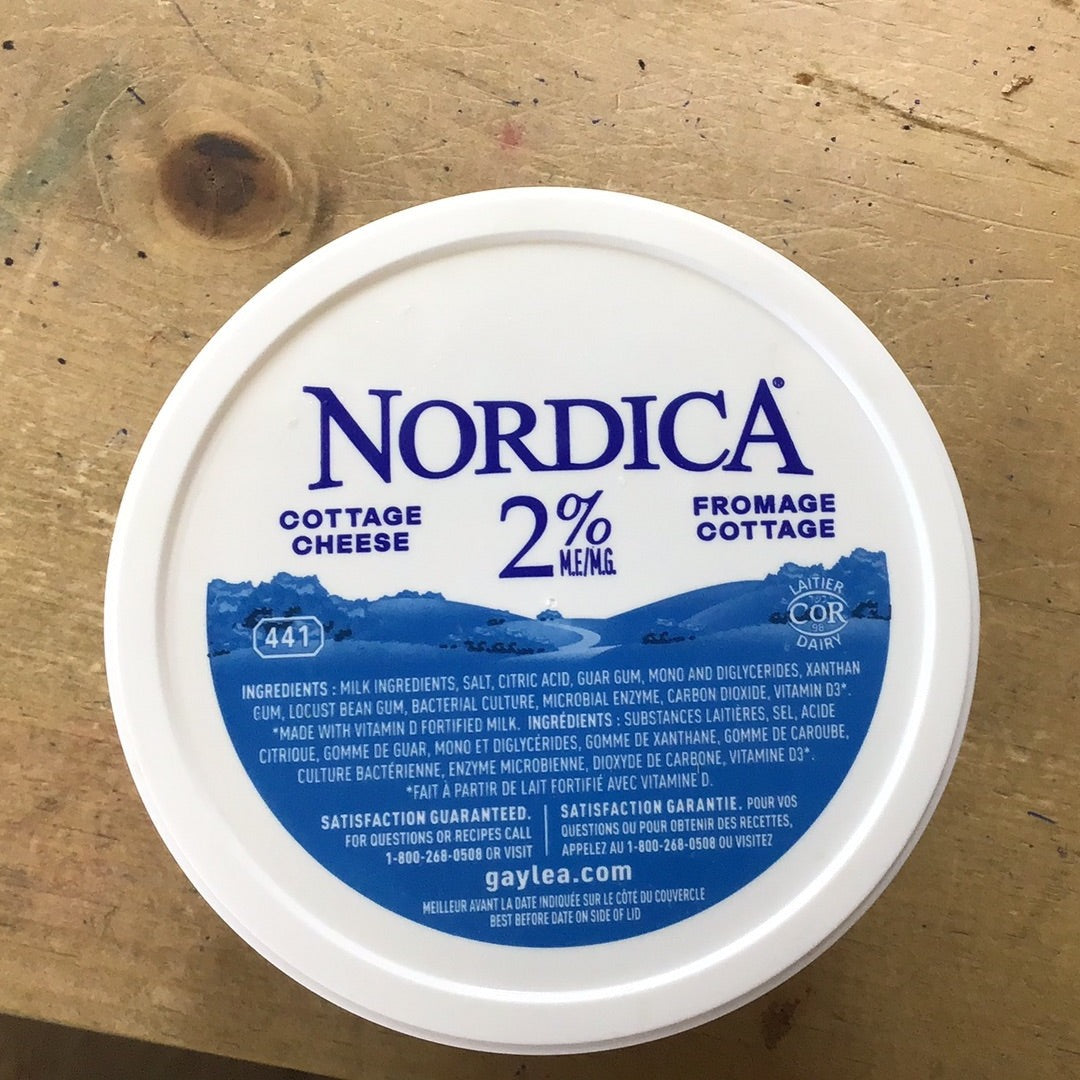 NORDICA®
COTTAGE
CHEESE
2%
M.F./M.G.
FROMAGE
COTTAGE
441
LAITIER
COR
98
DAIRY
INGREDIENTS : MILK INGREDIENTS, SALT, CITRIC ACID, GUAR GUM, MONO AND DIGLYCERIDES, XANTHAN
GUM, LOCUST BEAN GUM, BACTERIAL CULTURE, MICROBIAL ENZYME, CARBON DIOXIDE, VITAMIN D3*.
*MADE WITH VITAMIN D FORTIFIED MILK. INGRÉDIENTS : SUBSTANCES LAITIÈRES, SEL, ACIDE
CITRIQUE, GOMME DE GUAR, MONO ET DIGLYCÉRIDES, GOMME DE XANTHANE, GOMME DE CAROUBE,
CULTURE BACTÉRIENNE, ENZYME MICROBIENNE, DIOXYDE DE CARBONE, VITAMINE D3*.
*FAIT À PARTIR DE LAIT FORTIFIÉ AVEC VITAMINE D.
SATISFACTION GUARANTEED.
FOR QUESTIONS OR RECIPES CALL
1-800-268-0508 OR VISIT
SATISFACTION GARANTIE. POUR VOS
QUESTIONS OU POUR OBTENIR DES RECETTES,
APPELEZ AU 1-800-268-0508 OU VISITEZ
gaylea.com
MEILLEUR AVANT LA DATE INDIQUÉE SUR LE CÔTÉ DU COUVERCLE
BEST BEFORE DATE ON SIDE OF LID